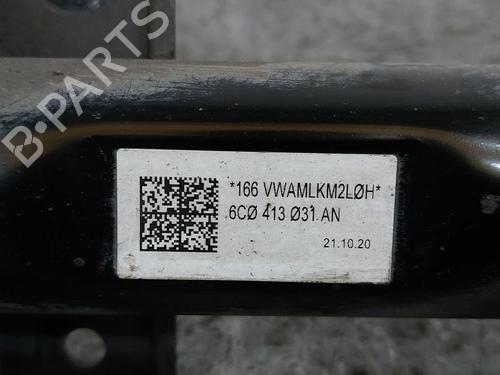 B-PARTS
*166 VWAMLKM2LØH*
6CØ 413 Ø31 AN
21.10.20